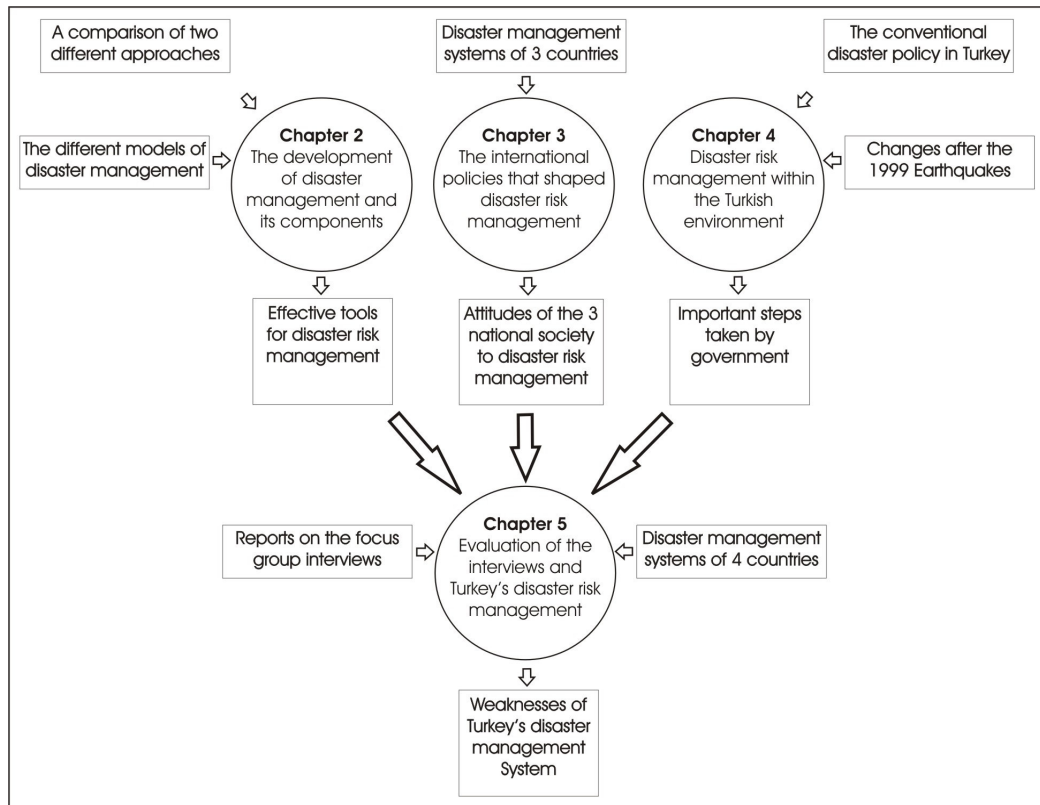 A comparison of two
different approaches
Disaster management
systems of 3 countries
The conventional
disaster policy in Turkey
The different models of
disaster management
Chapter 2
The development
of disaster
management and
its components
Chapter 3
The international
policies that shaped
disaster risk
management
Chapter 4
Disaster risk
management within
the Turkish
environment
Changes after the
1999 Earthquakes
Effective tools
for disaster risk
management
Attitudes of the 3
national society
to disaster risk
management
Important steps
taken by
government
Reports on the focus
group interviews
Chapter 5
Evaluation of the
interviews and
Turkey's disaster risk
management
Disaster management
systems of 4 countries
Weaknesses of
Turkey's disaster
management
System